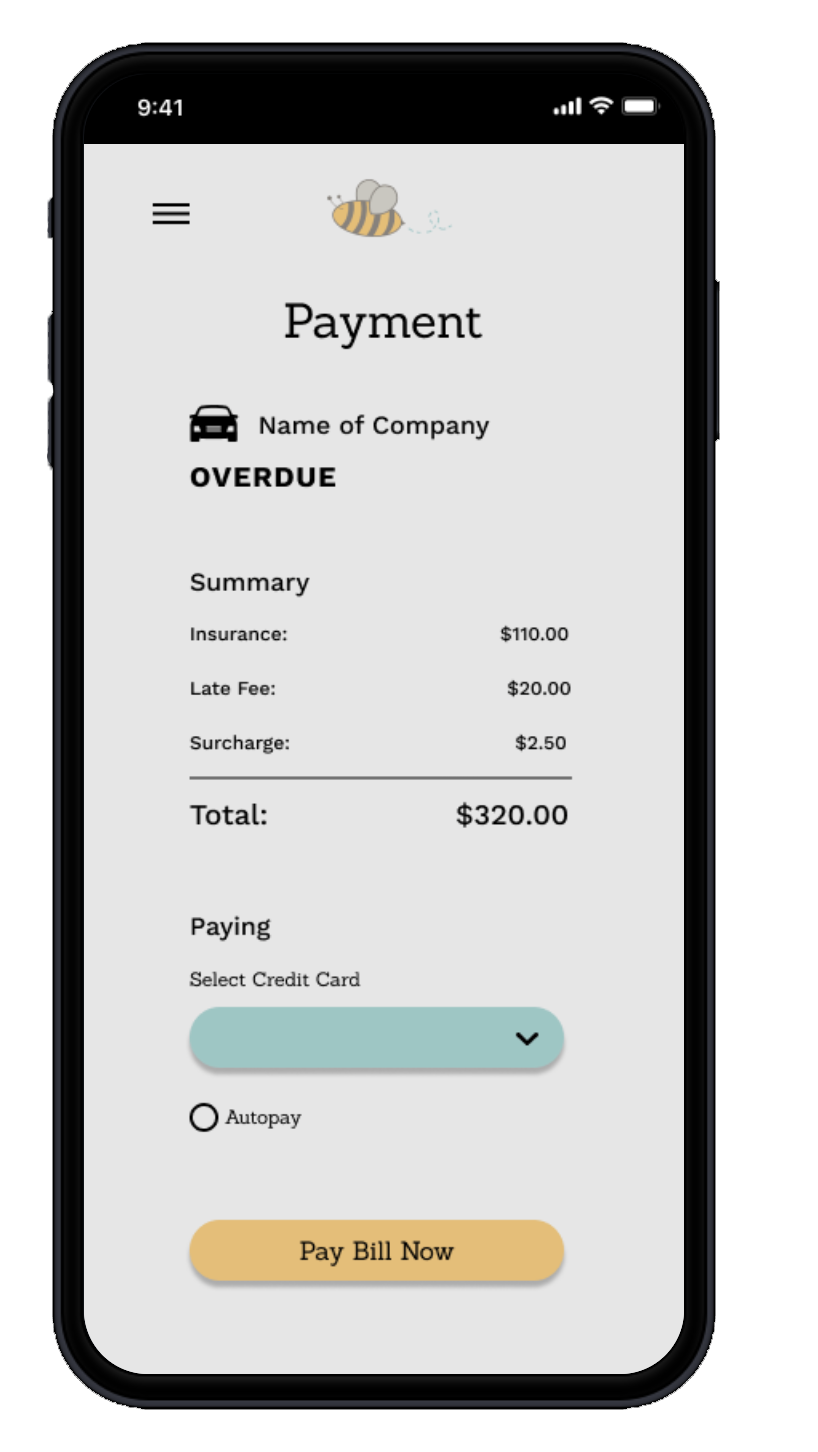 9:41
Payment
Name of Company
OVERDUE
Summary
Insurance: $110.00
Late Fee: $20.00
Surcharge: $2.50
Total: $320.00
Paying
Select Credit Card
Autopay
Pay Bill Now